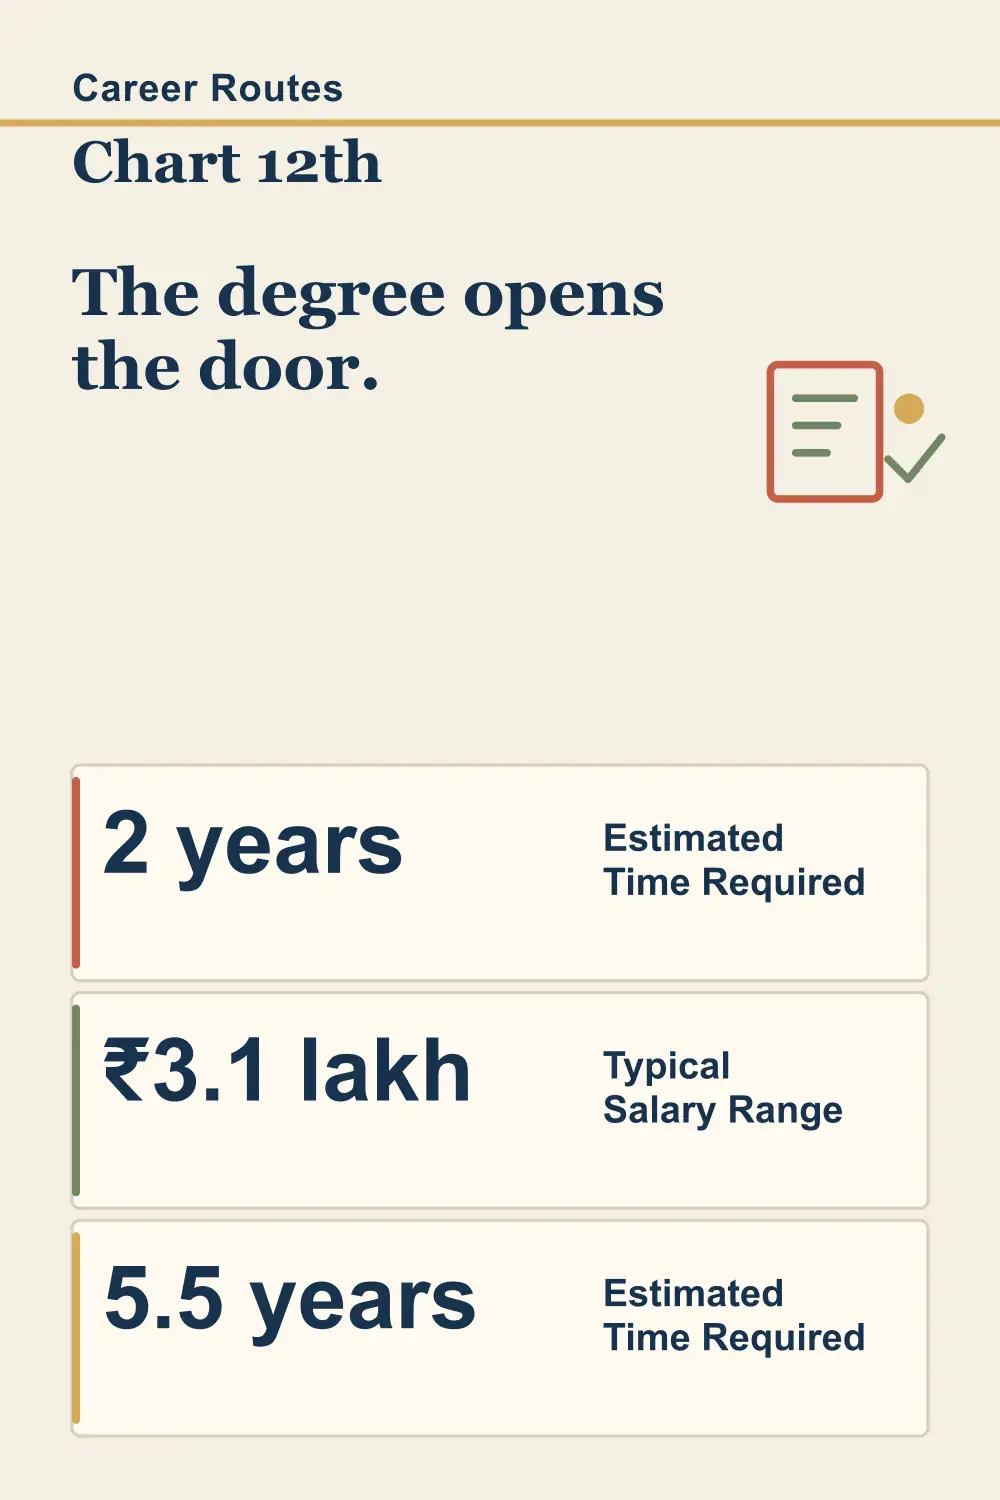 Career Routes
Chart 12th
The degree opens
the door.
2 years
Estimated
Time Required
₹3.1 lakh
Typical
Salary Range
5.5 years
Estimated
Time Required